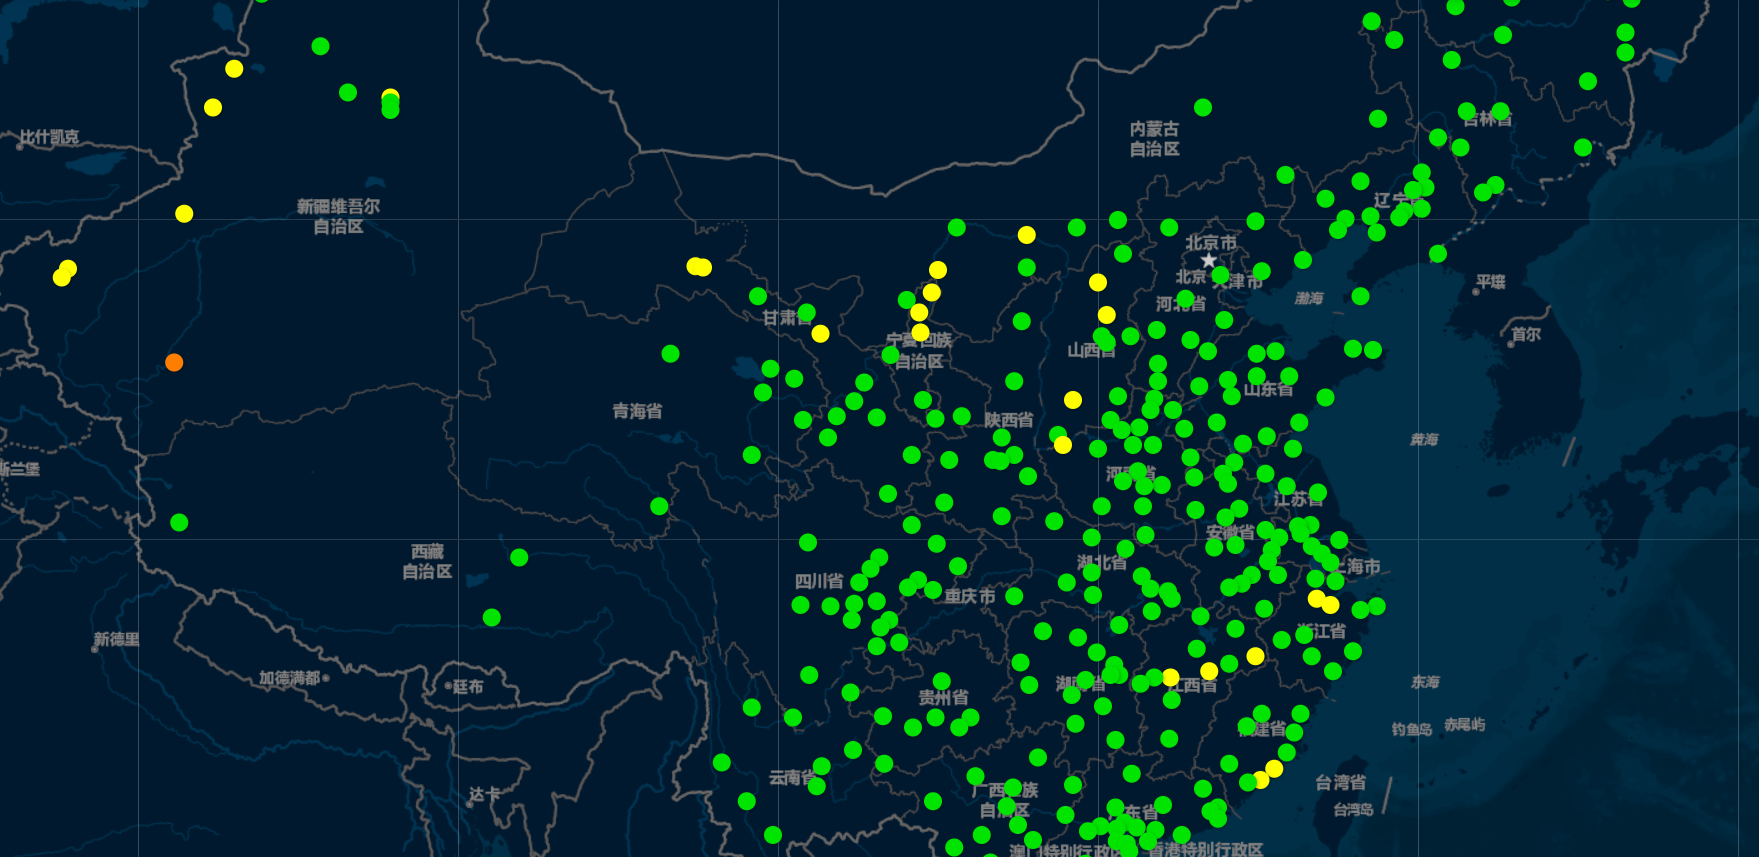 比什凯克
内蒙古
自治区
吉林省
新疆维吾尔
自治区
辽宁省
北京市
北京
天津市
平壤
渤海
河北省
甘肃省
首尔
宁夏回族
自治区
山西省
山东省
青海省
陕西省
黄海
斯兰堡
河南省
江苏省
安徽省
西藏
自治区
湖北省
上海市
四川省
重庆市
新德里
浙江省
加德满都
廷布
湖南省
江西省
东海
贵州省
钓鱼岛
赤尾屿
福建省
云南省
台湾省
达卡
广西壮族
自治区
台湾岛
广东省
澳门特别行政区
香港特别行政区